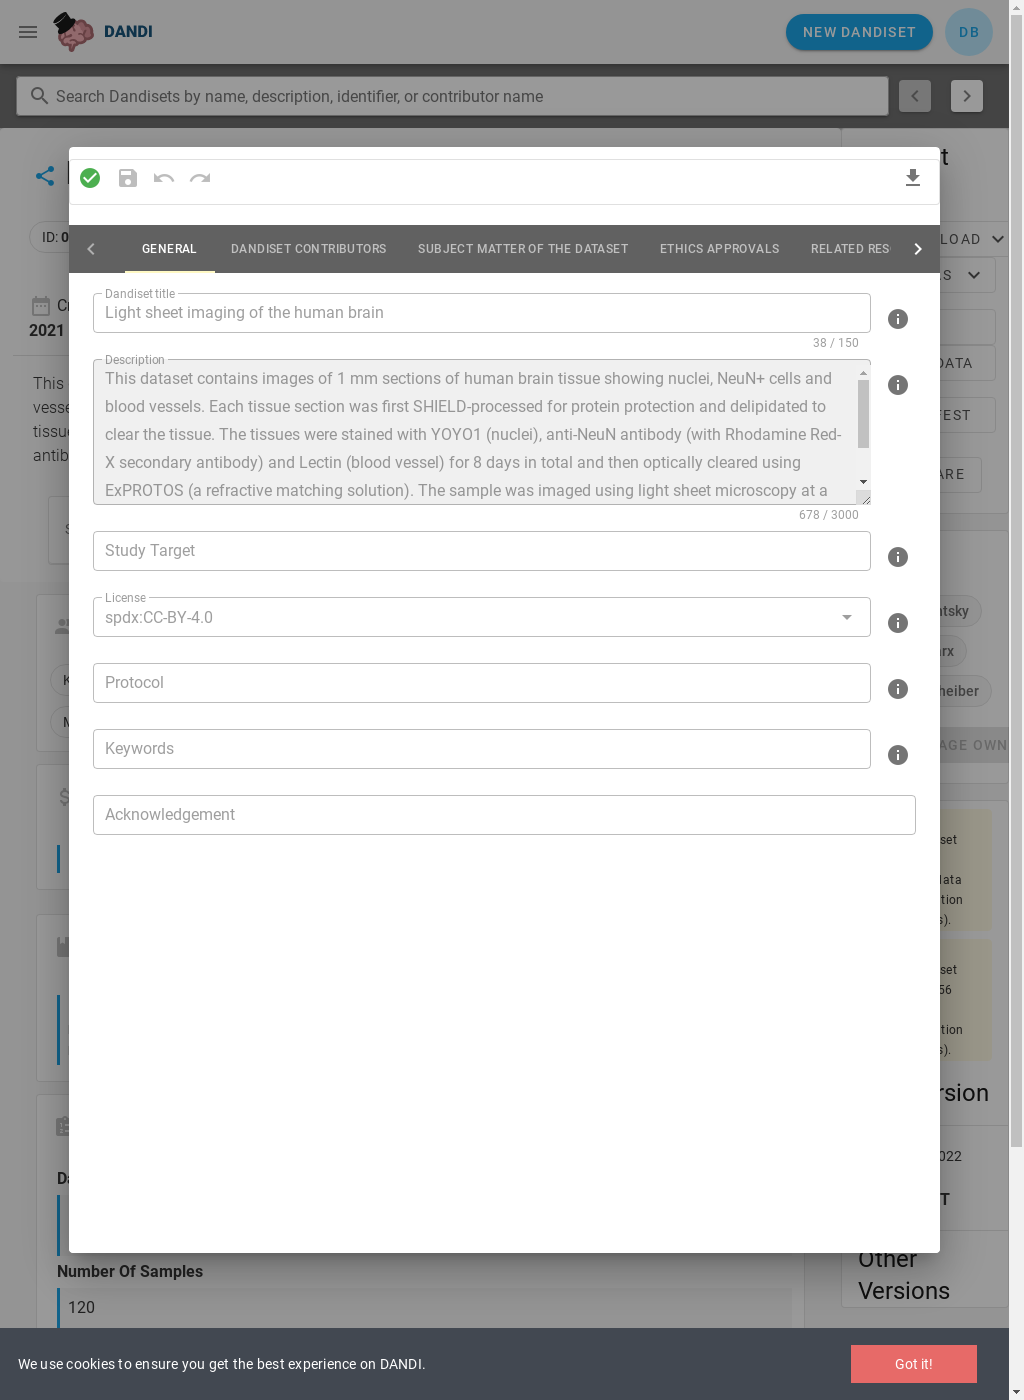 DANDI
NEW DANDISET
DB
Search Dandisets by name, description, identifier, or contributor name
GENERAL
DANDISET CONTRIBUTORS
SUBJECT MATTER OF THE DATASET
ETHICS APPROVALS
RELATED RES
Dandiset title
Light sheet imaging of the human brain
38 / 150
Description
This dataset contains images of 1 mm sections of human brain tissue showing nuclei, NeuN+ cells and
blood vessels. Each tissue section was first SHIELD-processed for protein protection and delipidated to
clear the tissue. The tissues were stained with YOYO1 (nuclei), anti-NeuN antibody (with Rhodamine Red-
X secondary antibody) and Lectin (blood vessel) for 8 days in total and then optically cleared using
ExPROTOS (a refractive matching solution). The sample was imaged using light sheet microscopy at a
678 / 3000
Study Target
License
spdx:CC-BY-4.0
Protocol
Keywords
Acknowledgement
ID: 0
2021
This
vesse
tissu
antib
t
LOAD
S
DATA
FEST
ARE
atsky
arx
heiber
AGE OWN
set
data
tion
s).
set
56
tion
s).
rsion
022
T
Other
Versions
Number Of Samples
120
We use cookies to ensure you get the best experience on DANDI.
Got it!